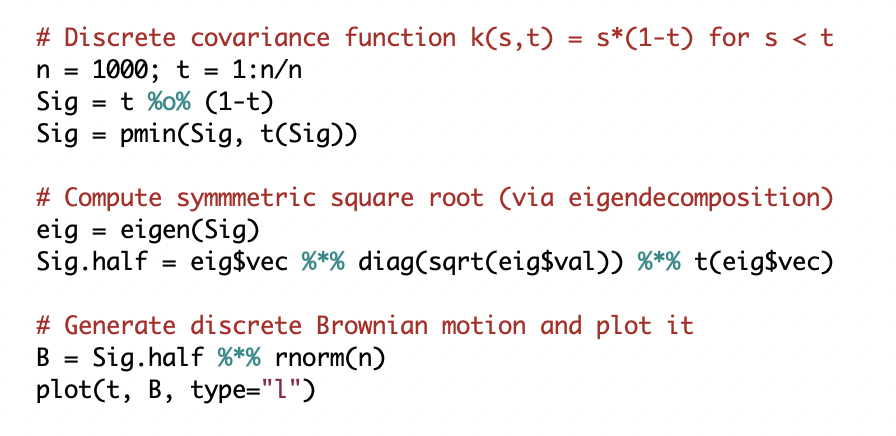 # Discrete covariance function k(s,t) = s*(1-t) for s < t
n = 1000; t = 1:n/n
Sig = t %o% (1-t)
Sig = pmin(Sig, t(Sig))
# Compute symmmetric square root (via eigendecomposition)
eig = eigen(Sig)
Sig.half = eig$vec %*% diag(sqrt(eig$val)) %*% t(eig$vec)
# Generate discrete Brownian motion and plot it
B = Sig.half %*% rnorm(n)
plot(t, B, type="l")